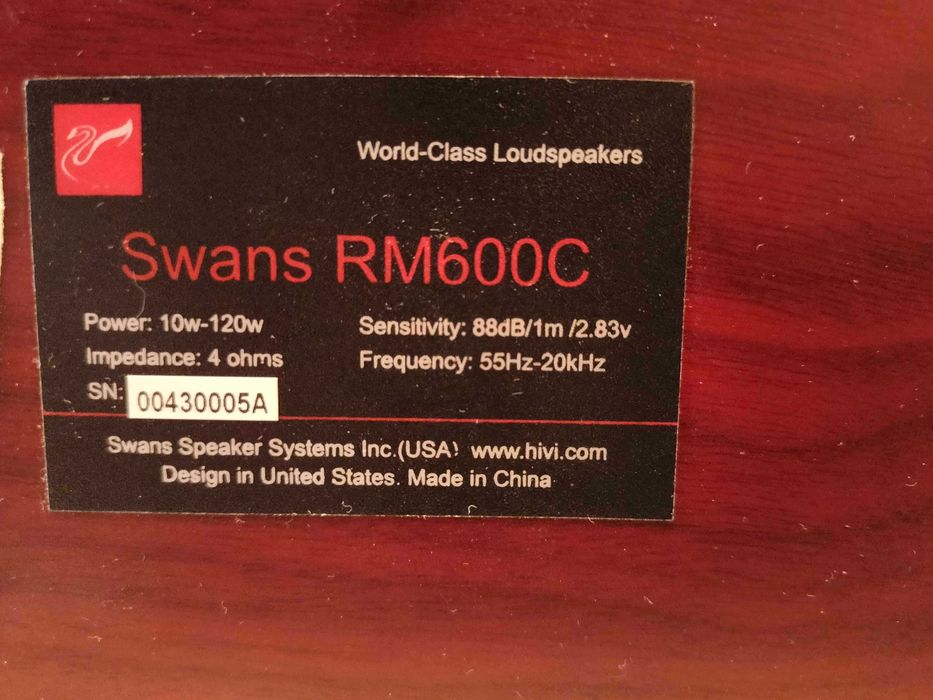 World-Class Loudspeakers
Swans RM600C
Power: 10w-120w
Sensitivity: 88dB/1m /2.83v
Impedance: 4 ohms
Frequency: 55Hz-20kHz
SN: 00430005A
Swans Speaker Systems Inc.(USA) www.hivi.com
Design in United States. Made in China